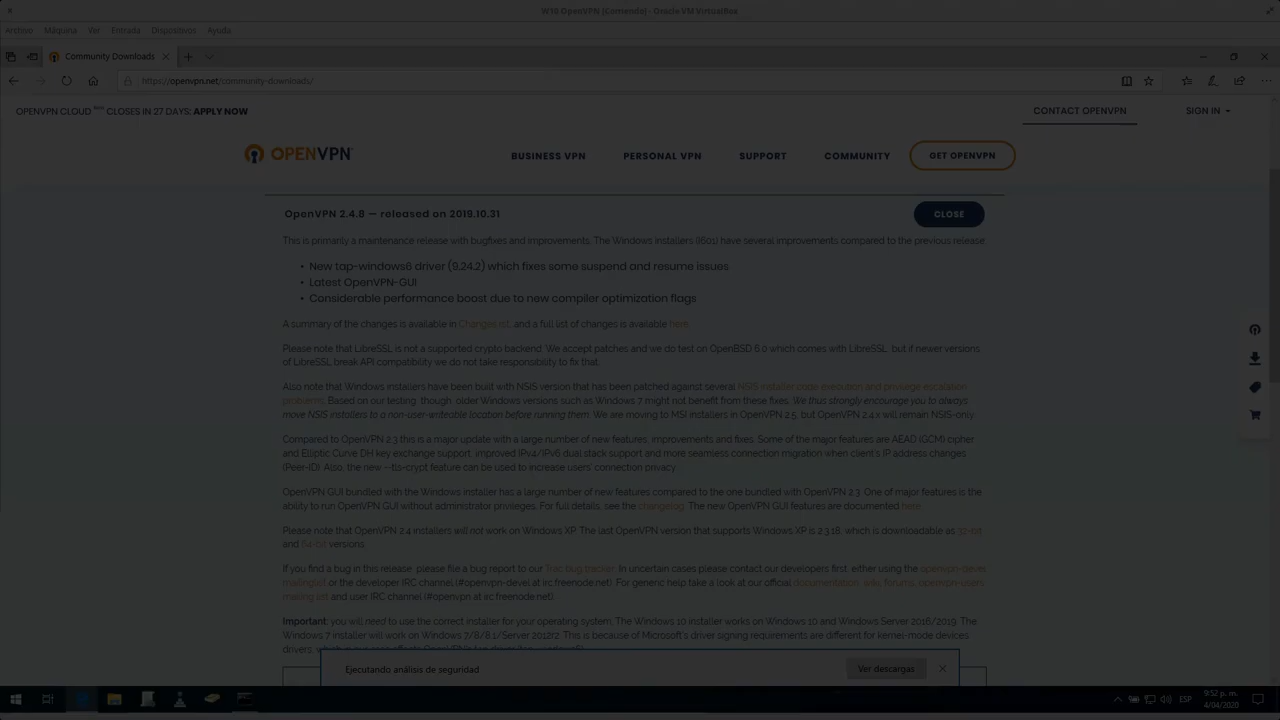 W10 OpenVPN [Corriendo] - Oracle VM VirtualBox
Archivo Máquina Ver Entrada Dispositivos Ayuda
Community Downloads
https://openvpn.net/community-downloads/
OPENVPN CLOUD BETA CLOSES IN 27 DAYS: APPLY NOW
CONTACT OPENVPN
SIGN IN
OPENVPN
BUSINESS VPN PERSONAL VPN SUPPORT COMMUNITY GET OPENVPN
OpenVPN 2.4.8 — released on 2019.10.31
CLOSE
This is primarily a maintenance release with bugfixes and improvements. The Windows installers (I601) have several improvements compared to the previous release:
• New tap-windows6 driver (9.24.2) which fixes some suspend and resume issues
• Latest OpenVPN-GUI
• Considerable performance boost due to new compiler optimization flags
A summary of the changes is available in Changes.rst, and a full list of changes is available here.
Please note that LibreSSL is not a supported crypto backend. We accept patches and we do test on OpenBSD 6.0 which comes with LibreSSL, but if newer versions
of LibreSSL break API compatibility we do not take responsibility to fix that.
Also note that Windows installers have been built with NSIS version that has been patched against several NSIS installer code execution and privilege escalation
problems. Based on our testing, though, older Windows versions such as Windows 7 might not benefit from these fixes. We thus strongly encourage you to always
move NSIS installers to a non-user-writeable location before running them. We are moving to MSI installers in OpenVPN 2.5, but OpenVPN 2.4.x will remain NSIS-only.
Compared to OpenVPN 2.3 this is a major update with a large number of new features, improvements and fixes. Some of the major features are AEAD (GCM) cipher
and Elliptic Curve DH key exchange support, improved IPv4/IPv6 dual stack support and more seamless connection migration when client's IP address changes
(Peer-ID). Also, the new --tls-crypt feature can be used to increase users' connection privacy.
OpenVPN GUI bundled with the Windows installer has a large number of new features compared to the one bundled with OpenVPN 2.3. One of major features is the
ability to run OpenVPN GUI without administrator privileges. For full details, see the changelog. The new OpenVPN GUI features are documented here.
Please note that OpenVPN 2.4 installers will not work on Windows XP. The last OpenVPN version that supports Windows XP is 2.3.18, which is downloadable as 32-bit
and 64-bit versions.
If you find a bug in this release, please file a bug report to our Trac bug tracker. In uncertain cases please contact our developers first, either using the openvpn-devel
mailinglist or the developer IRC channel (#openvpn-devel at irc.freenode.net). For generic help take a look at our official documentation, wiki, forums, openvpn-users
mailing list and user IRC channel (#openvpn at irc.freenode.net).
Important: you will need to use the correct installer for your operating system. The Windows 10 installer works on Windows 10 and Windows Server 2016/2019. The
Windows 7 installer will work on Windows 7/8/8.1/Server 2012r2. This is because of Microsoft's driver signing requirements are different for kernel-mode devices
drivers, which in our case affects OpenVPN's tap driver (tap-windows6).
Ejecutando análisis de seguridad
Ver descargas
ESP
9:52 p. m.
4/04/2020